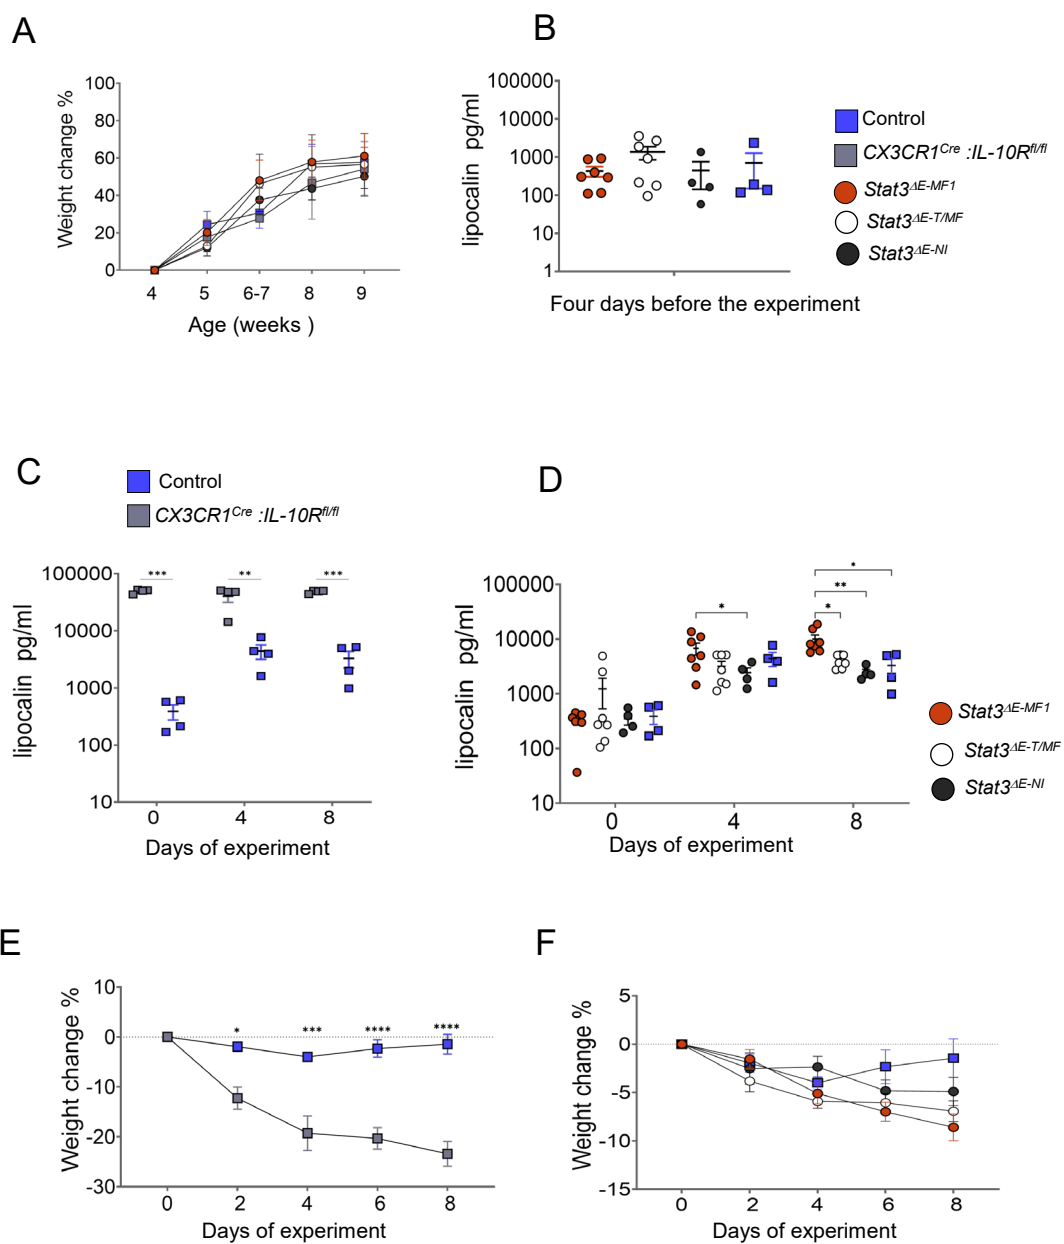 A
Weight change %
100
80
60
40
20
0
4 5 6-7 8 9
Age (weeks )
B
lipocalin pg/ml
100000
10000
1000
100
10
1
Four days before the experiment
Control
CX3CR1Cre :IL-10Rfl/fl
Stat3ΔE-MF1
Stat3ΔE-T/MF
Stat3ΔE-NI
C
Control
CX3CR1Cre :IL-10Rfl/fl
lipocalin pg/ml
100000
10000
1000
100
10
*** ** ***
0 4 8
Days of experiment
D
lipocalin pg/ml
100000
10000
1000
100
10
*
*
**
*
0 4 8
Days of experiment
Stat3ΔE-MF1
Stat3ΔE-T/MF
Stat3ΔE-NI
E
Weight change %
10
0
-10
-20
-30
* *** **** ****
0 2 4 6 8
Days of experiment
F
Weight change %
5
0
-5
-10
-15
0 2 4 6 8
Days of experiment